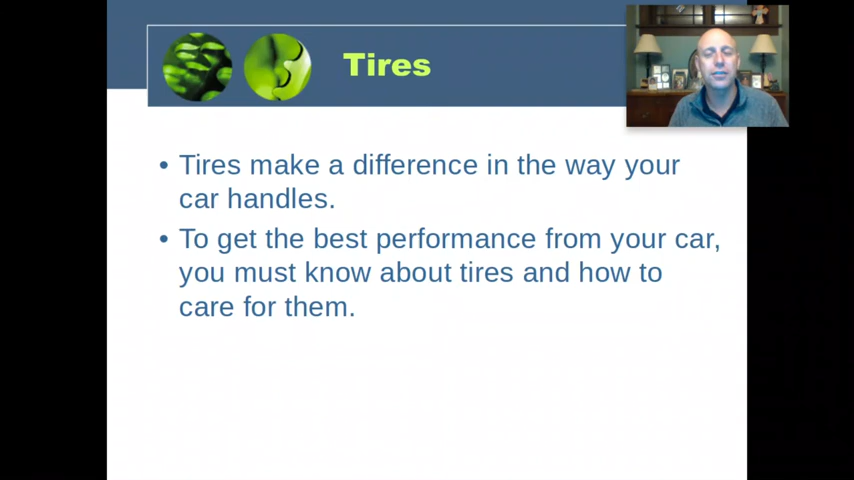 Tires
• Tires make a difference in the way your
car handles.
• To get the best performance from your car,
you must know about tires and how to
care for them.